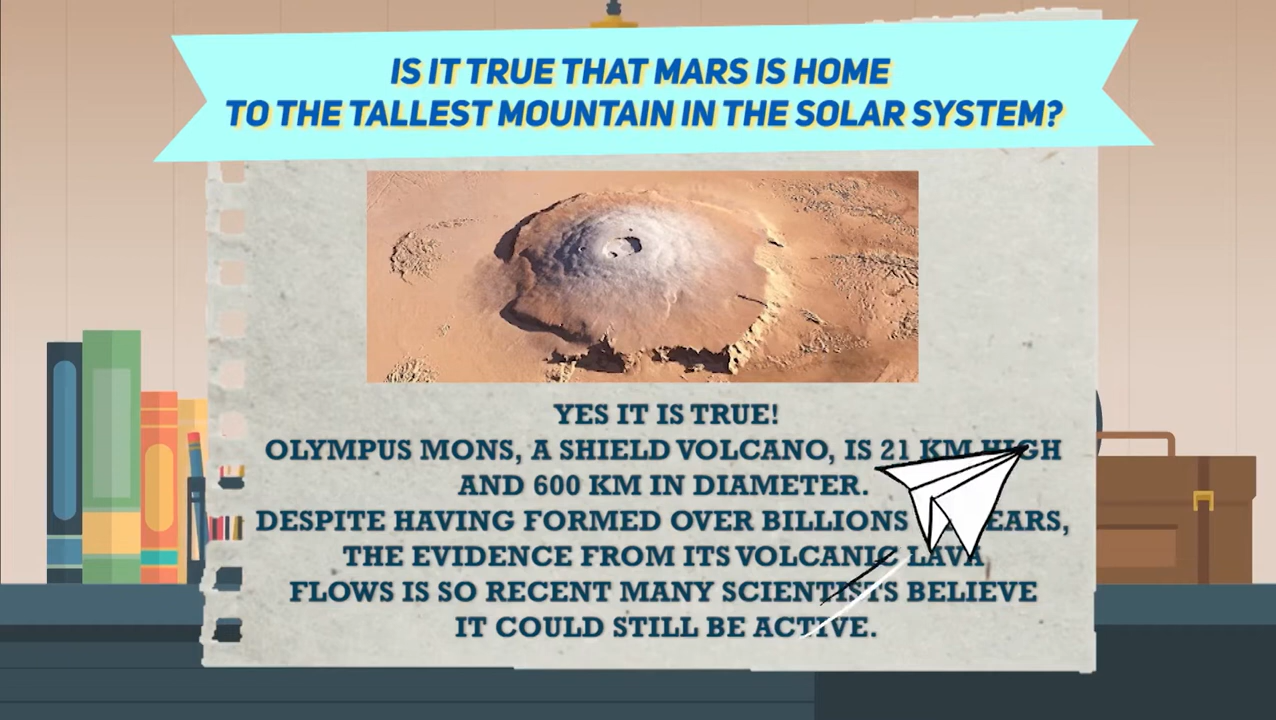 IS IT TRUE THAT MARS IS HOME
TO THE TALLEST MOUNTAIN IN THE SOLAR SYSTEM?
YES IT IS TRUE!
OLYMPUS MONS, A SHIELD VOLCANO, IS 21 KM HIGH
AND 600 KM IN DIAMETER.
DESPITE HAVING FORMED OVER BILLIONS YEARS,
THE EVIDENCE FROM ITS VOLCANIC LAVA
FLOWS IS SO RECENT MANY SCIENTISTS BELIEVE
IT COULD STILL BE ACTIVE.